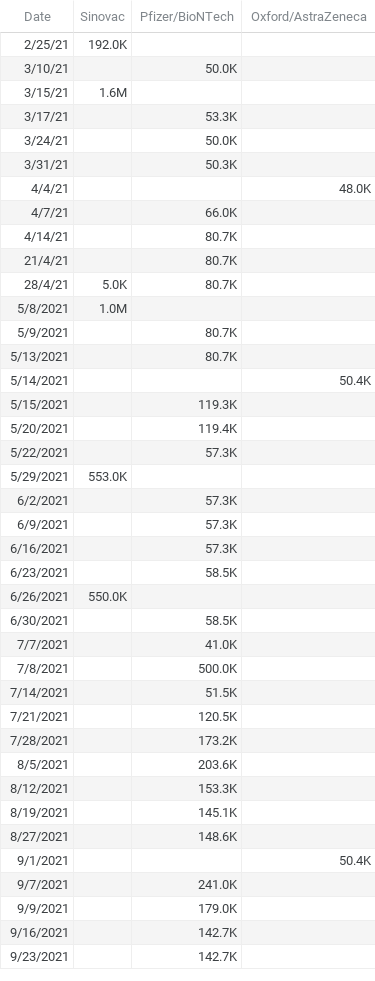 Date Sinovac Pfizer/BioNTech Oxford/AstraZeneca
2/25/21 192.0K
3/10/21 50.0K
3/15/21 1.6M
3/17/21 53.3K
3/24/21 50.0K
3/31/21 50.3K
4/4/21 48.0K
4/7/21 66.0K
4/14/21 80.7K
21/4/21 80.7K
28/4/21 5.0K 80.7K
5/8/2021 1.0M
5/9/2021 80.7K
5/13/2021 80.7K
5/14/2021 50.4K
5/15/2021 119.3K
5/20/2021 119.4K
5/22/2021 57.3K
5/29/2021 553.0K
6/2/2021 57.3K
6/9/2021 57.3K
6/16/2021 57.3K
6/23/2021 58.5K
6/26/2021 550.0K
6/30/2021 58.5K
7/7/2021 41.0K
7/8/2021 500.0K
7/14/2021 51.5K
7/21/2021 120.5K
7/28/2021 173.2K
8/5/2021 203.6K
8/12/2021 153.3K
8/19/2021 145.1K
8/27/2021 148.6K
9/1/2021 50.4K
9/7/2021 241.0K
9/9/2021 179.0K
9/16/2021 142.7K
9/23/2021 142.7K